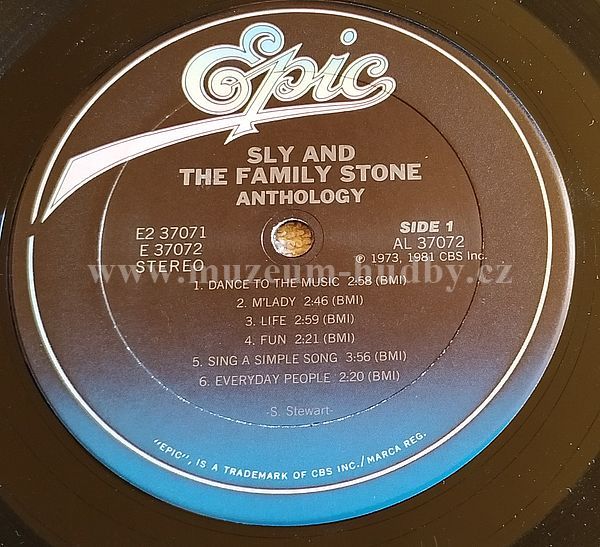 Epic
SLY AND
THE FAMILY STONE
ANTHOLOGY
E2 37071
E 37072
STEREO
SIDE 1
AL 37072
℗ 1973, 1981 CBS Inc.
www.muzeum-hudby.cz
1. DANCE TO THE MUSIC 2:58 (BMI)
2. M'LADY 2:46 (BMI)
3. LIFE 2:59 (BMI)
4. FUN 2:21 (BMI)
5. SING A SIMPLE SONG 3:56 (BMI)
6. EVERYDAY PEOPLE 2:20 (BMI)
-S. Stewart-
"EPIC", IS A TRADEMARK OF CBS INC./MARCA REG.